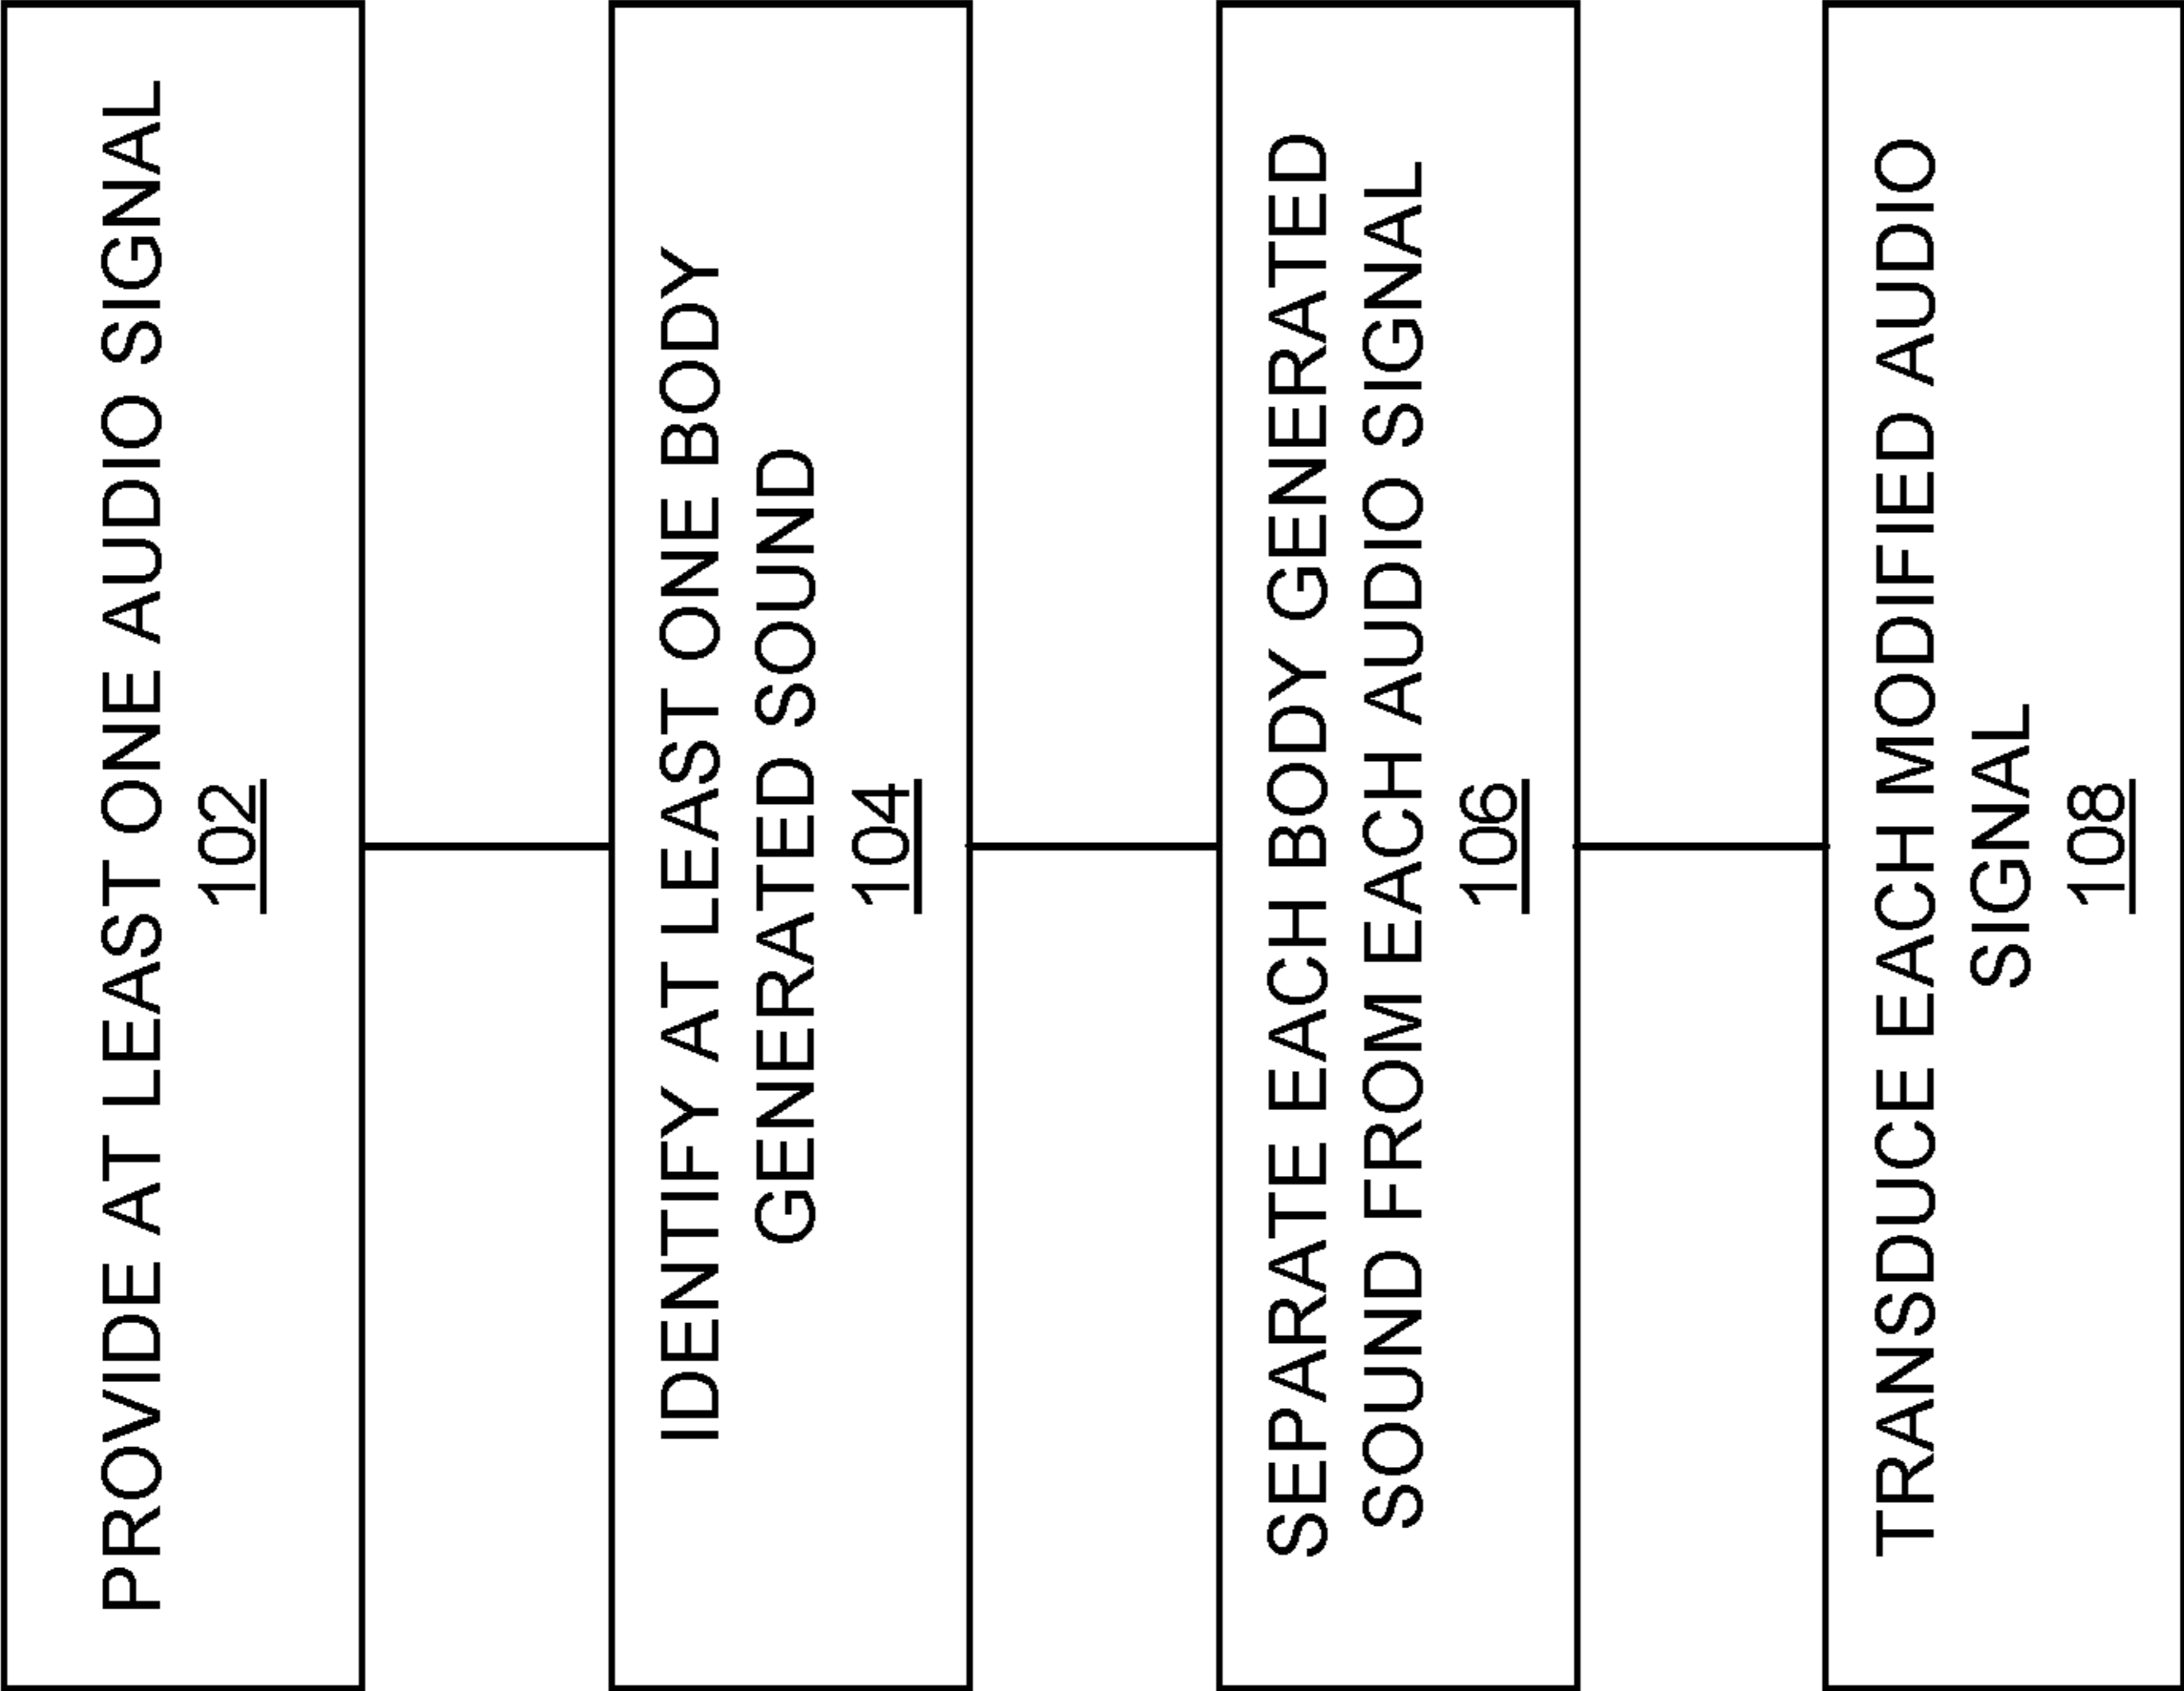 PROVIDE AT LEAST ONE AUDIO SIGNAL
102
IDENTIFY AT LEAST ONE BODY
GENERATED SOUND
104
SEPARATE EACH BODY GENERATED
SOUND FROM EACH AUDIO SIGNAL
106
TRANSDUCE EACH MODIFIED AUDIO
SIGNAL
108